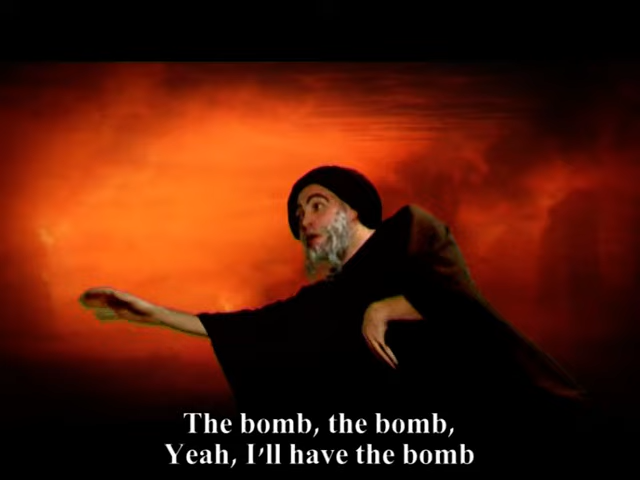 The bomb, the bomb,
Yeah, I'll have the bomb